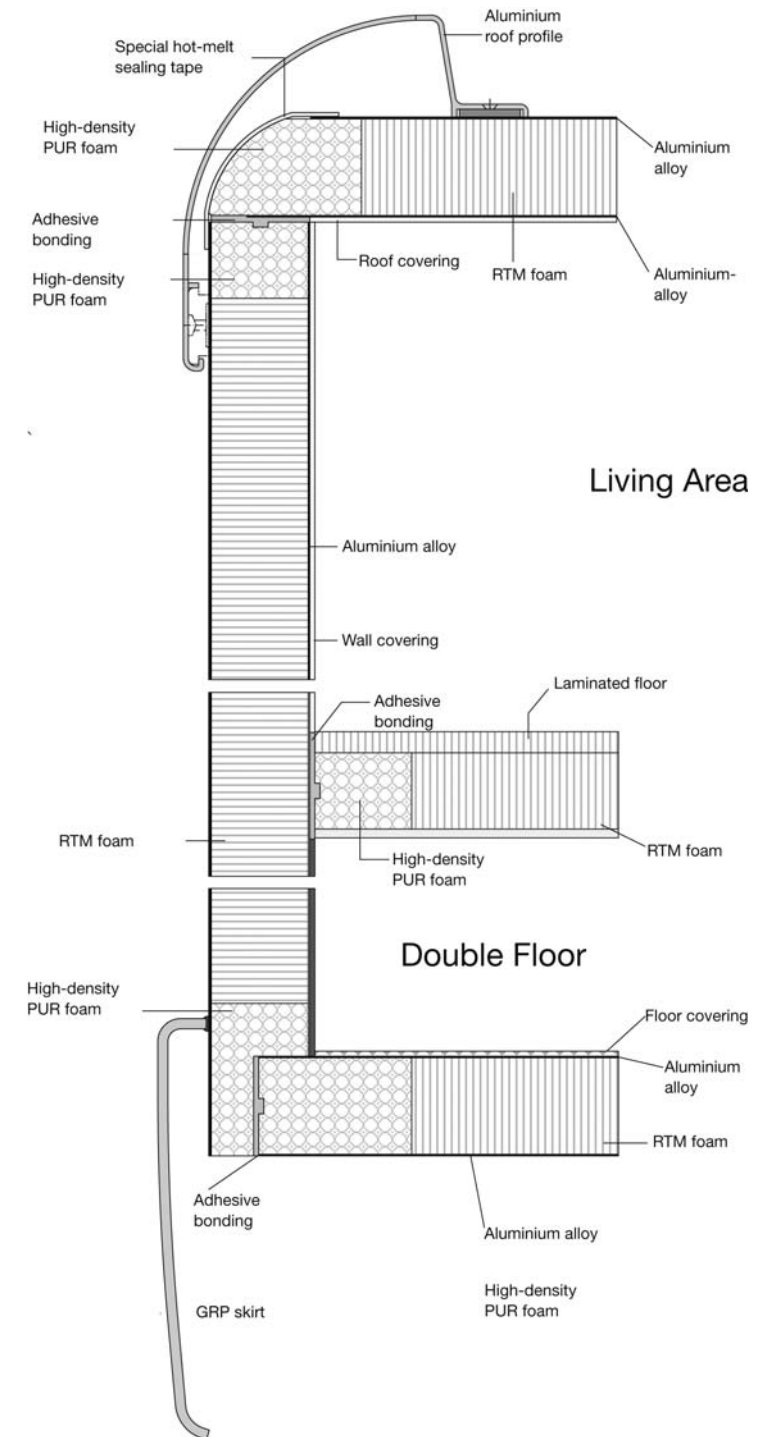 Aluminium
roof profile
Special hot-melt
sealing tape
High-density
PUR foam
Aluminium
alloy
Adhesive
bonding
Roof covering
RTM foam
Aluminium-
alloy
High-density
PUR foam
Living Area
Aluminium alloy
Wall covering
Laminated floor
Adhesive
bonding
RTM foam
RTM foam
High-density
PUR foam
Double Floor
High-density
PUR foam
Floor covering
Aluminium
alloy
RTM foam
Adhesive
bonding
Aluminium alloy
High-density
PUR foam
GRP skirt